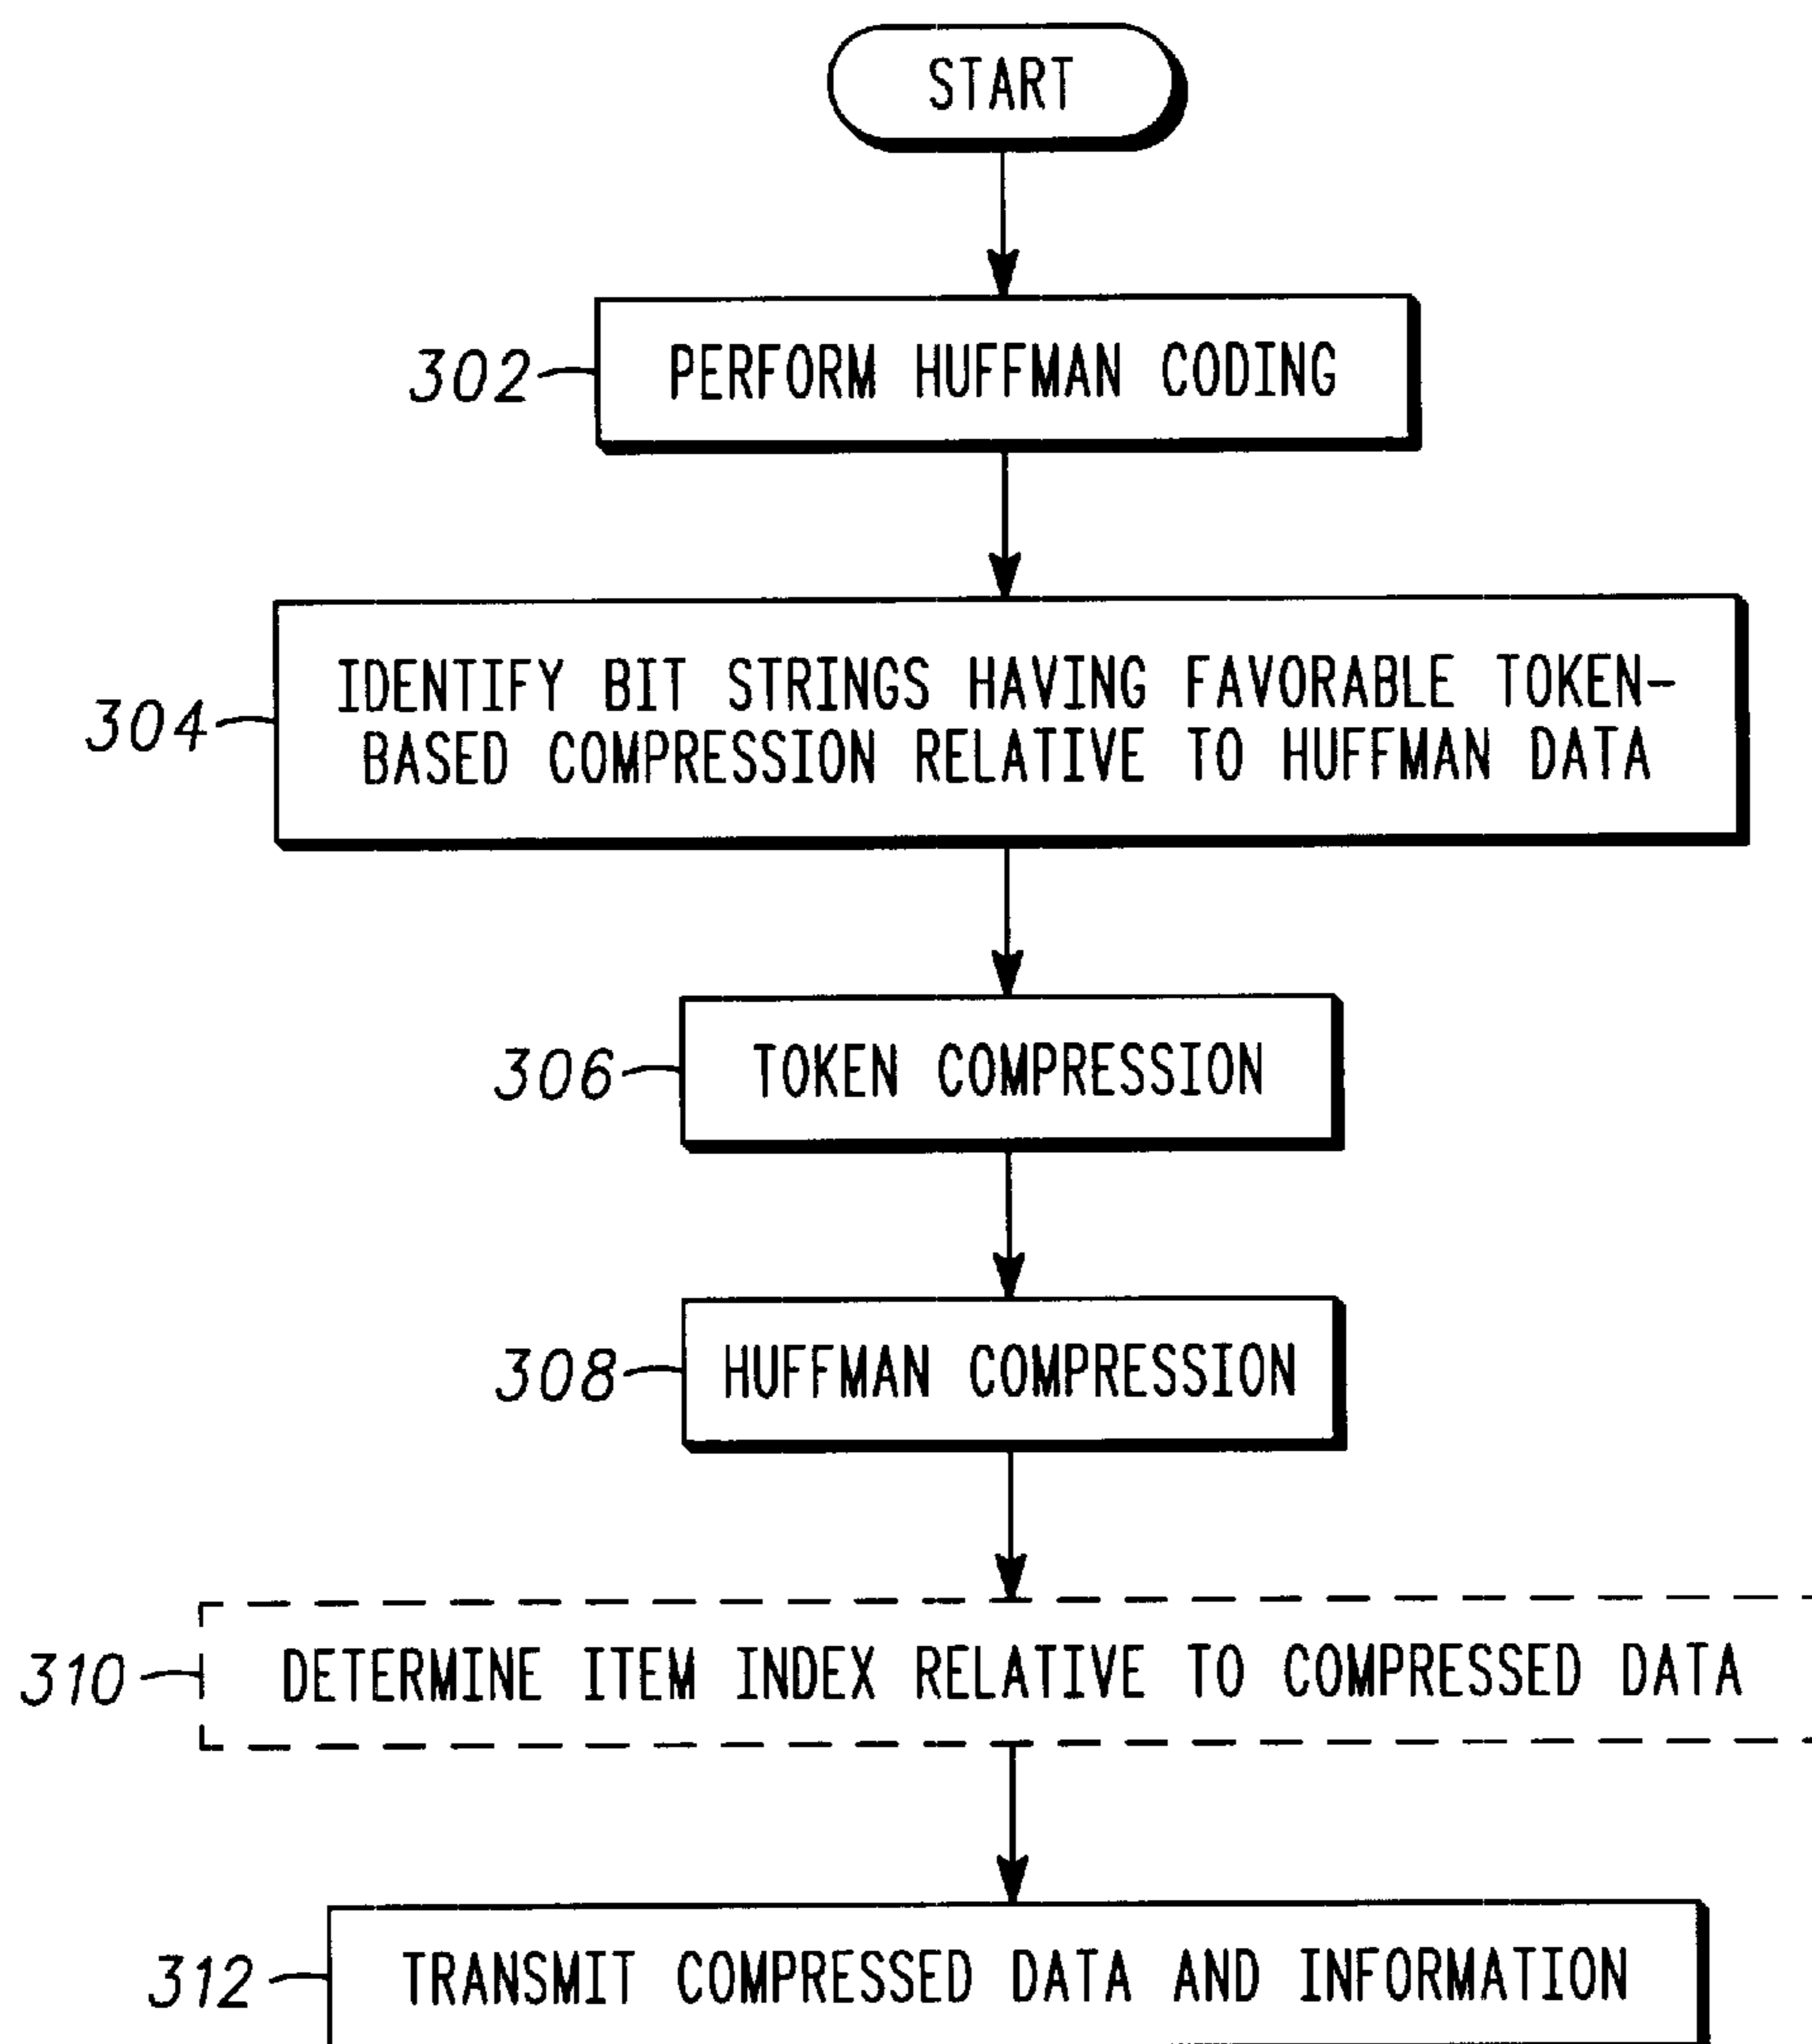 START
302
PERFORM HUFFMAN CODING
304
IDENTIFY BIT STRINGS HAVING FAVORABLE TOKEN-
BASED COMPRESSION RELATIVE TO HUFFMAN DATA
306
TOKEN COMPRESSION
308
HUFFMAN COMPRESSION
310
DETERMINE ITEM INDEX RELATIVE TO COMPRESSED DATA
312
TRANSMIT COMPRESSED DATA AND INFORMATION